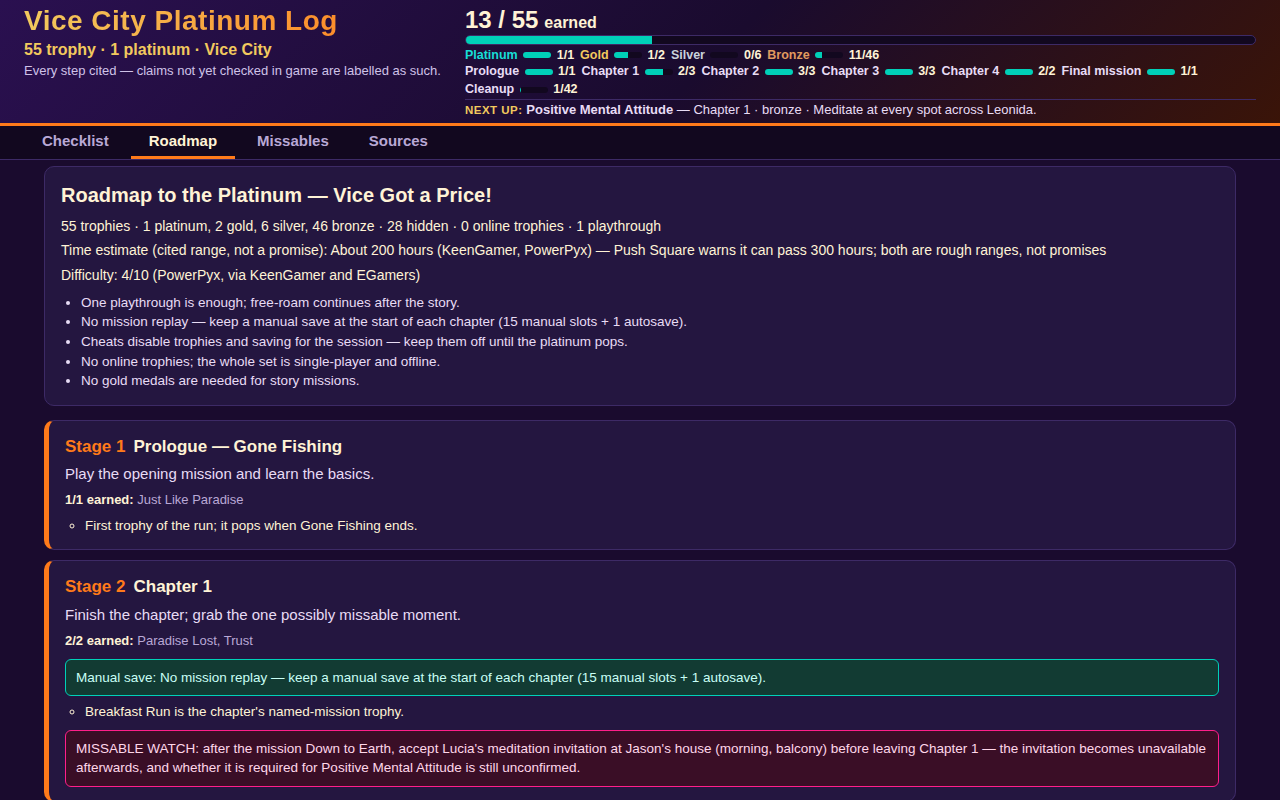 Vice City Platinum Log
55 trophy · 1 platinum · Vice City
Every step cited — claims not yet checked in game are labelled as such.
13 / 55 earned
Platinum 1/1 Gold 1/2 Silver 0/6 Bronze 11/46
Prologue 1/1 Chapter 1 2/3 Chapter 2 3/3 Chapter 3 3/3 Chapter 4 2/2 Final mission 1/1
Cleanup 1/42
NEXT UP: Positive Mental Attitude — Chapter 1 · bronze · Meditate at every spot across Leonida.
Checklist Roadmap Missables Sources
Roadmap to the Platinum — Vice Got a Price!
55 trophies · 1 platinum, 2 gold, 6 silver, 46 bronze · 28 hidden · 0 online trophies · 1 playthrough
Time estimate (cited range, not a promise): About 200 hours (KeenGamer, PowerPyx) — Push Square warns it can pass 300 hours; both are rough ranges, not promises
Difficulty: 4/10 (PowerPyx, via KeenGamer and EGamers)
• One playthrough is enough; free-roam continues after the story.
• No mission replay — keep a manual save at the start of each chapter (15 manual slots + 1 autosave).
• Cheats disable trophies and saving for the session — keep them off until the platinum pops.
• No online trophies; the whole set is single-player and offline.
• No gold medals are needed for story missions.
Stage 1 Prologue — Gone Fishing
Play the opening mission and learn the basics.
1/1 earned: Just Like Paradise
◦ First trophy of the run; it pops when Gone Fishing ends.
Stage 2 Chapter 1
Finish the chapter; grab the one possibly missable moment.
2/2 earned: Paradise Lost, Trust
Manual save: No mission replay — keep a manual save at the start of each chapter (15 manual slots + 1 autosave).
◦ Breakfast Run is the chapter's named-mission trophy.
MISSABLE WATCH: after the mission Down to Earth, accept Lucia's meditation invitation at Jason's house (morning, balcony) before leaving Chapter 1 — the invitation becomes unavailable
afterwards, and whether it is required for Positive Mental Attitude is still unconfirmed.